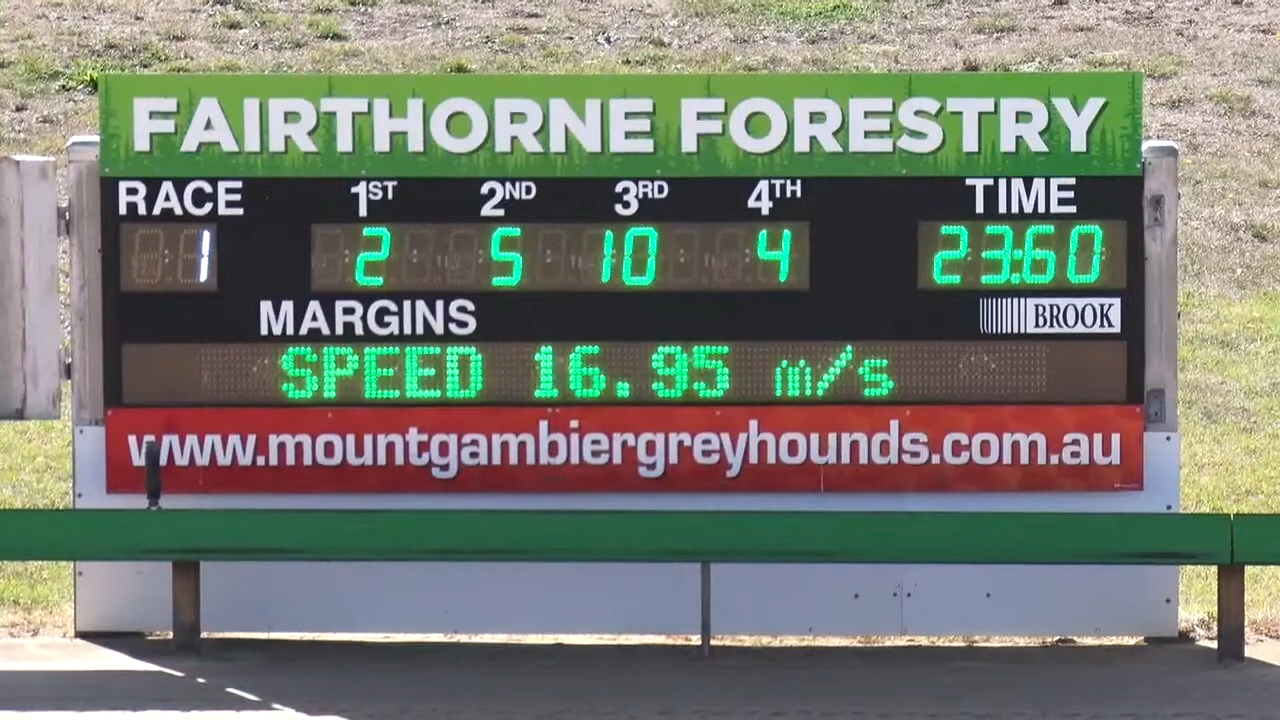 FAIRTHORNE FORESTRY
RACE 1ST 2ND 3RD 4TH TIME
1 2 5 10 4 23:60
MARGINS BROOK
SPEED 16.95 m/s
www.mountgambiergreyhounds.com.au